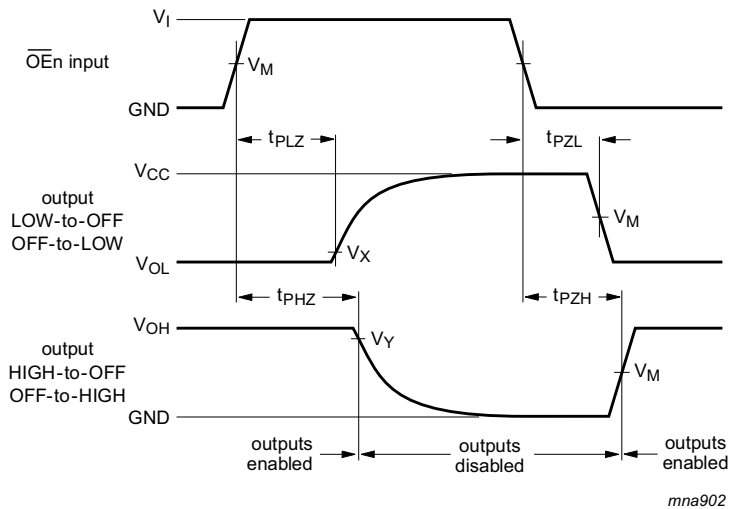 V_I
O̅E̅n input
V_M
GND
t_PLZ
t_PZL
V_CC
output
LOW-to-OFF
OFF-to-LOW
V_M
V_X
V_OL
t_PHZ
t_PZH
V_OH
V_Y
output
HIGH-to-OFF
OFF-to-HIGH
V_M
GND
outputs
enabled
outputs
disabled
outputs
enabled
mna902